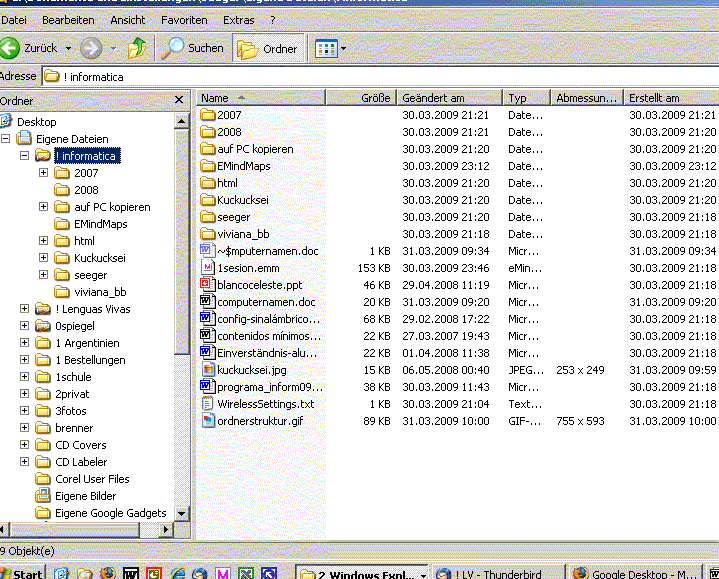 Datei Bearbeiten Ansicht Favoriten Extras ?
Zurück Suchen Ordner
Adresse ! informatica
Ordner
Desktop
Eigene Dateien
! informatica
2007
2008
auf PC kopieren
EMindMaps
html
Kuckucksei
seeger
viviana_bb
! Lenguas Vivas
0spiegel
1 Argentinien
1 Bestellungen
1schule
2privat
3fotos
brenner
CD Covers
CD Labeler
Corel User Files
Eigene Bilder
Eigene Google Gadgets
Name Größe Geändert am Typ Abmessun... Erstellt am
2007 30.03.2009 21:21 Date... 30.03.2009 21:21
2008 30.03.2009 21:21 Date... 30.03.2009 21:21
auf PC kopieren 30.03.2009 21:20 Date... 30.03.2009 21:20
EMindMaps 30.03.2009 23:12 Date... 30.03.2009 23:12
html 30.03.2009 21:20 Date... 30.03.2009 21:20
Kuckucksei 30.03.2009 21:20 Date... 30.03.2009 21:20
seeger 30.03.2009 21:20 Date... 30.03.2009 21:18
viviana_bb 30.03.2009 21:18 Date... 30.03.2009 21:18
~$mputernamen.doc 1 KB 31.03.2009 09:34 Micr... 31.03.2009 09:34
1sesion.emm 153 KB 30.03.2009 23:46 eMin... 30.03.2009 21:18
blancoceleste.ppt 46 KB 29.04.2008 11:19 Micr... 30.03.2009 21:18
computernamen.doc 20 KB 31.03.2009 09:20 Micr... 31.03.2009 09:20
config-sinalámbrico... 68 KB 29.02.2008 17:22 Micr... 30.03.2009 21:18
contenidos mínimos... 22 KB 27.03.2007 19:43 Micr... 30.03.2009 21:18
Einverständnis-alu... 22 KB 01.04.2008 11:38 Micr... 30.03.2009 21:18
kuckucksei.jpg 15 KB 06.05.2008 00:40 JPEG... 253 x 249 31.03.2009 09:59
programa_inform09... 38 KB 30.03.2009 11:43 Micr... 30.03.2009 21:18
WirelessSettings.txt 1 KB 30.03.2009 21:04 Text... 30.03.2009 21:18
ordnerstruktur.gif 89 KB 31.03.2009 10:00 GIF-... 755 x 593 31.03.2009 10:00
9 Objekt(e)
Start 2 Windows Expl... ! LV - Thunderbird Google Desktop - M...